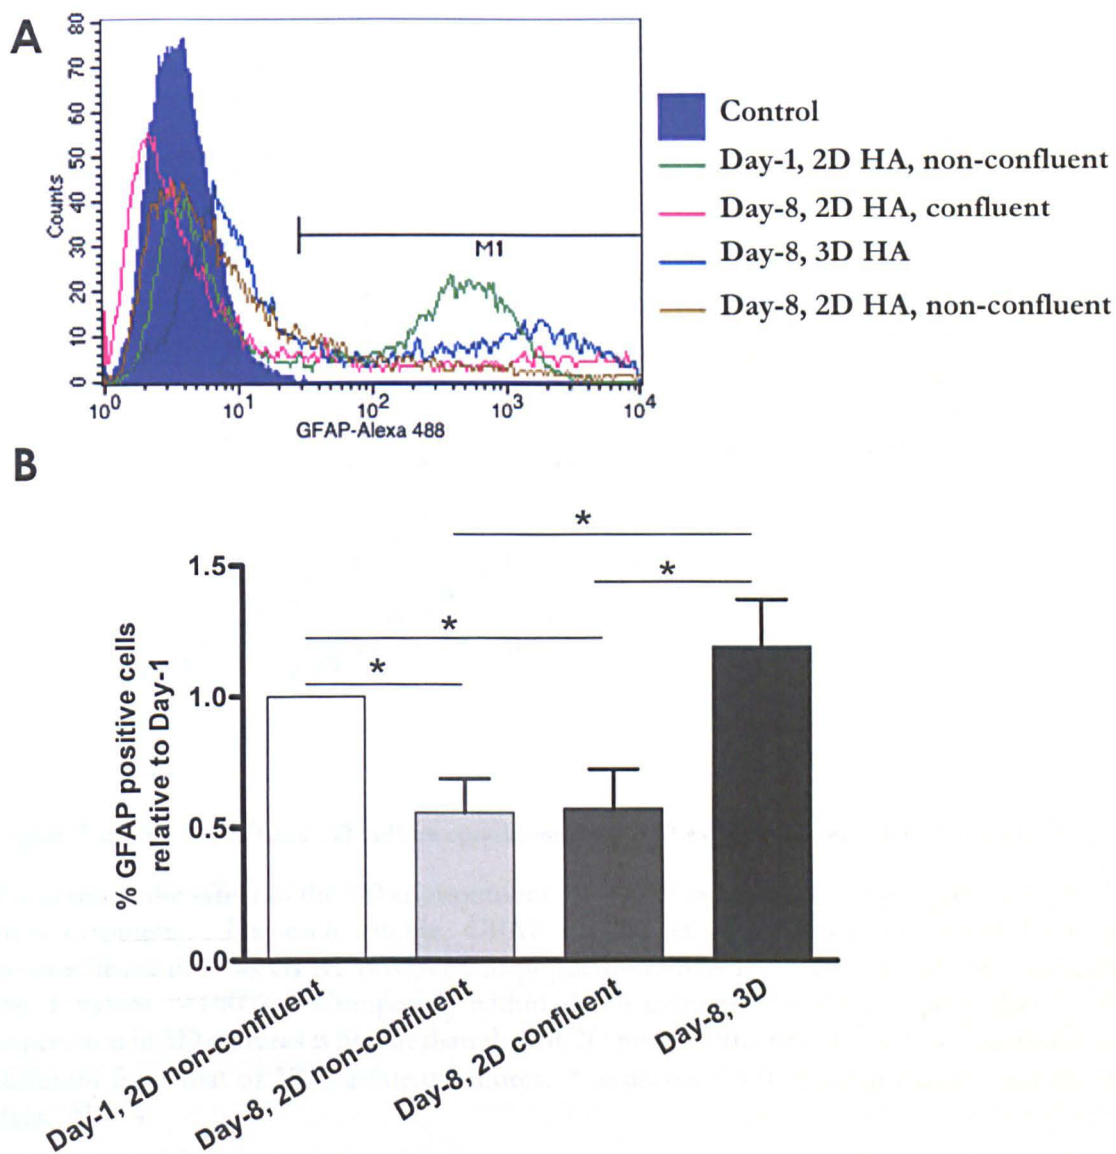 A
80
70
60
50
40
30
20
10
0
Counts
M1
10^0 10^1 10^2 10^3 10^4
GFAP-Alexa 488
Control
Day-1, 2D HA, non-confluent
Day-8, 2D HA, confluent
Day-8, 3D HA
Day-8, 2D HA, non-confluent
B
% GFAP positive cells
relative to Day-1
1.5
1.0
0.5
0.0
*
*
*
*
Day-1, 2D non-confluent
Day-8, 2D non-confluent
Day-8, 2D confluent
Day-8, 3D